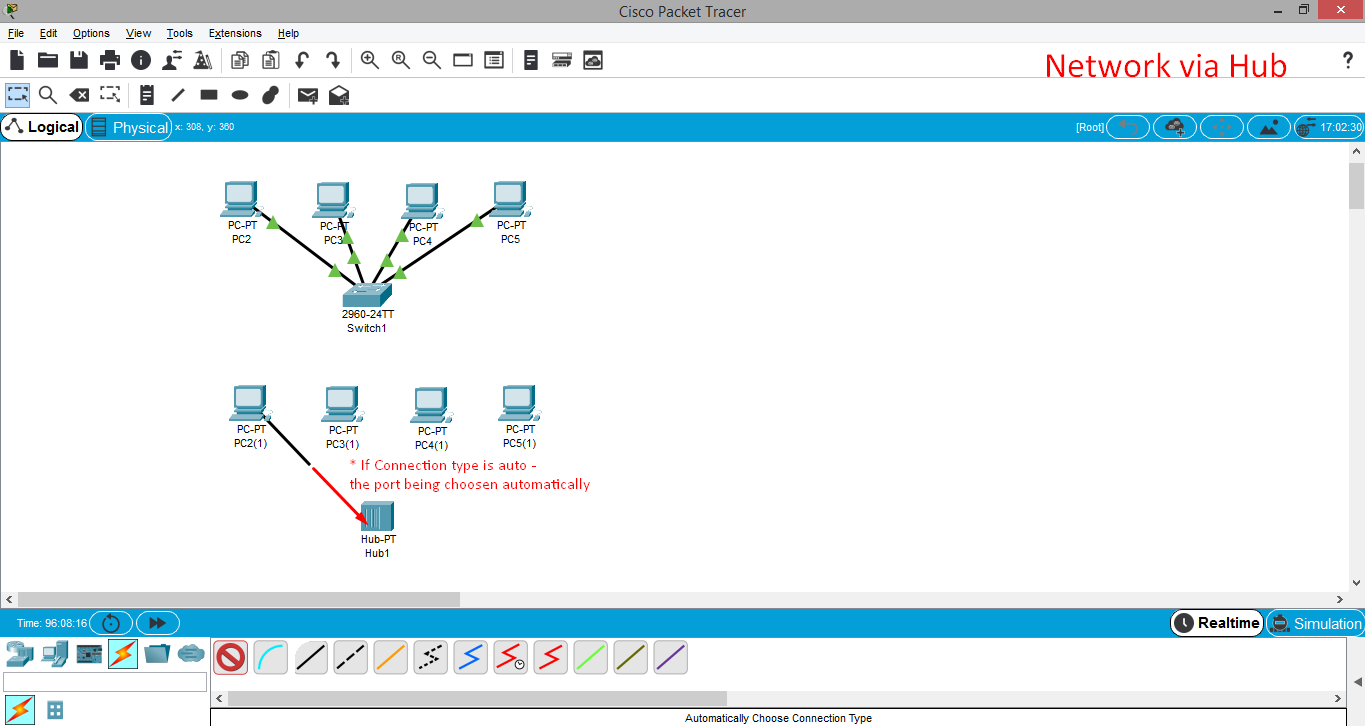 Cisco Packet Tracer
File Edit Options View Tools Extensions Help
Network via Hub
?
Logical Physical x: 308, y: 360 [Root] 17:02:30
PC-PT PC-PT PC-PT PC-PT
PC2 PC3 PC4 PC5
2960-24TT
Switch1
PC-PT PC-PT PC-PT PC-PT
PC2(1) PC3(1) PC4(1) PC5(1)
* If Connection type is auto -
the port being choosen automatically
Hub-PT
Hub1
Time: 96:08:16 Realtime Simulation
Automatically Choose Connection Type